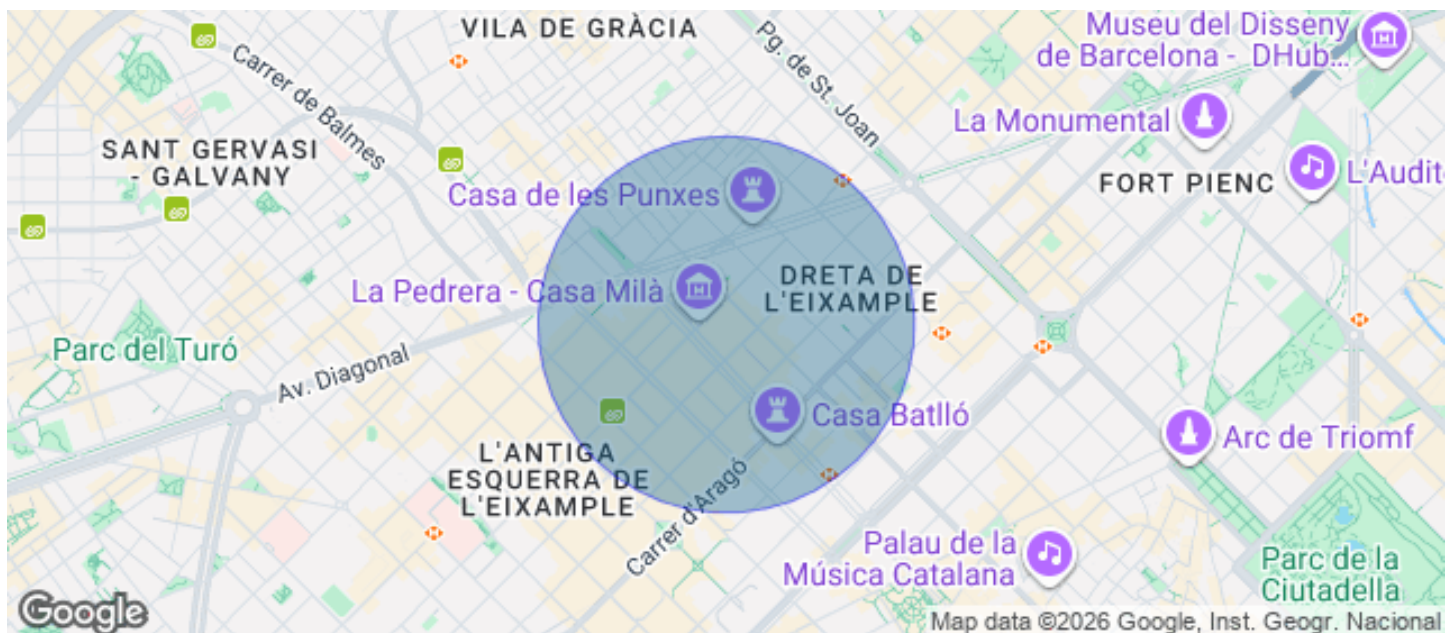 VILA DE GRÀCIA
Carrer de Balmes
Pg. de St. Joan
Museu del Disseny
de Barcelona - DHub...
La Monumental
SANT GERVASI
- GALVANY
Casa de les Punxes
FORT PIENC
L'Audit
La Pedrera - Casa Milà
DRETA DE
L'EIXAMPLE
Parc del Turó
Av. Diagonal
Casa Batlló
Arc de Triomf
L'ANTIGA
ESQUERRA DE
L'EIXAMPLE
Carrer d'Aragó
Palau de la
Música Catalana
Parc de la
Ciutadella
Google
Map data ©2026 Google, Inst. Geogr. Nacional